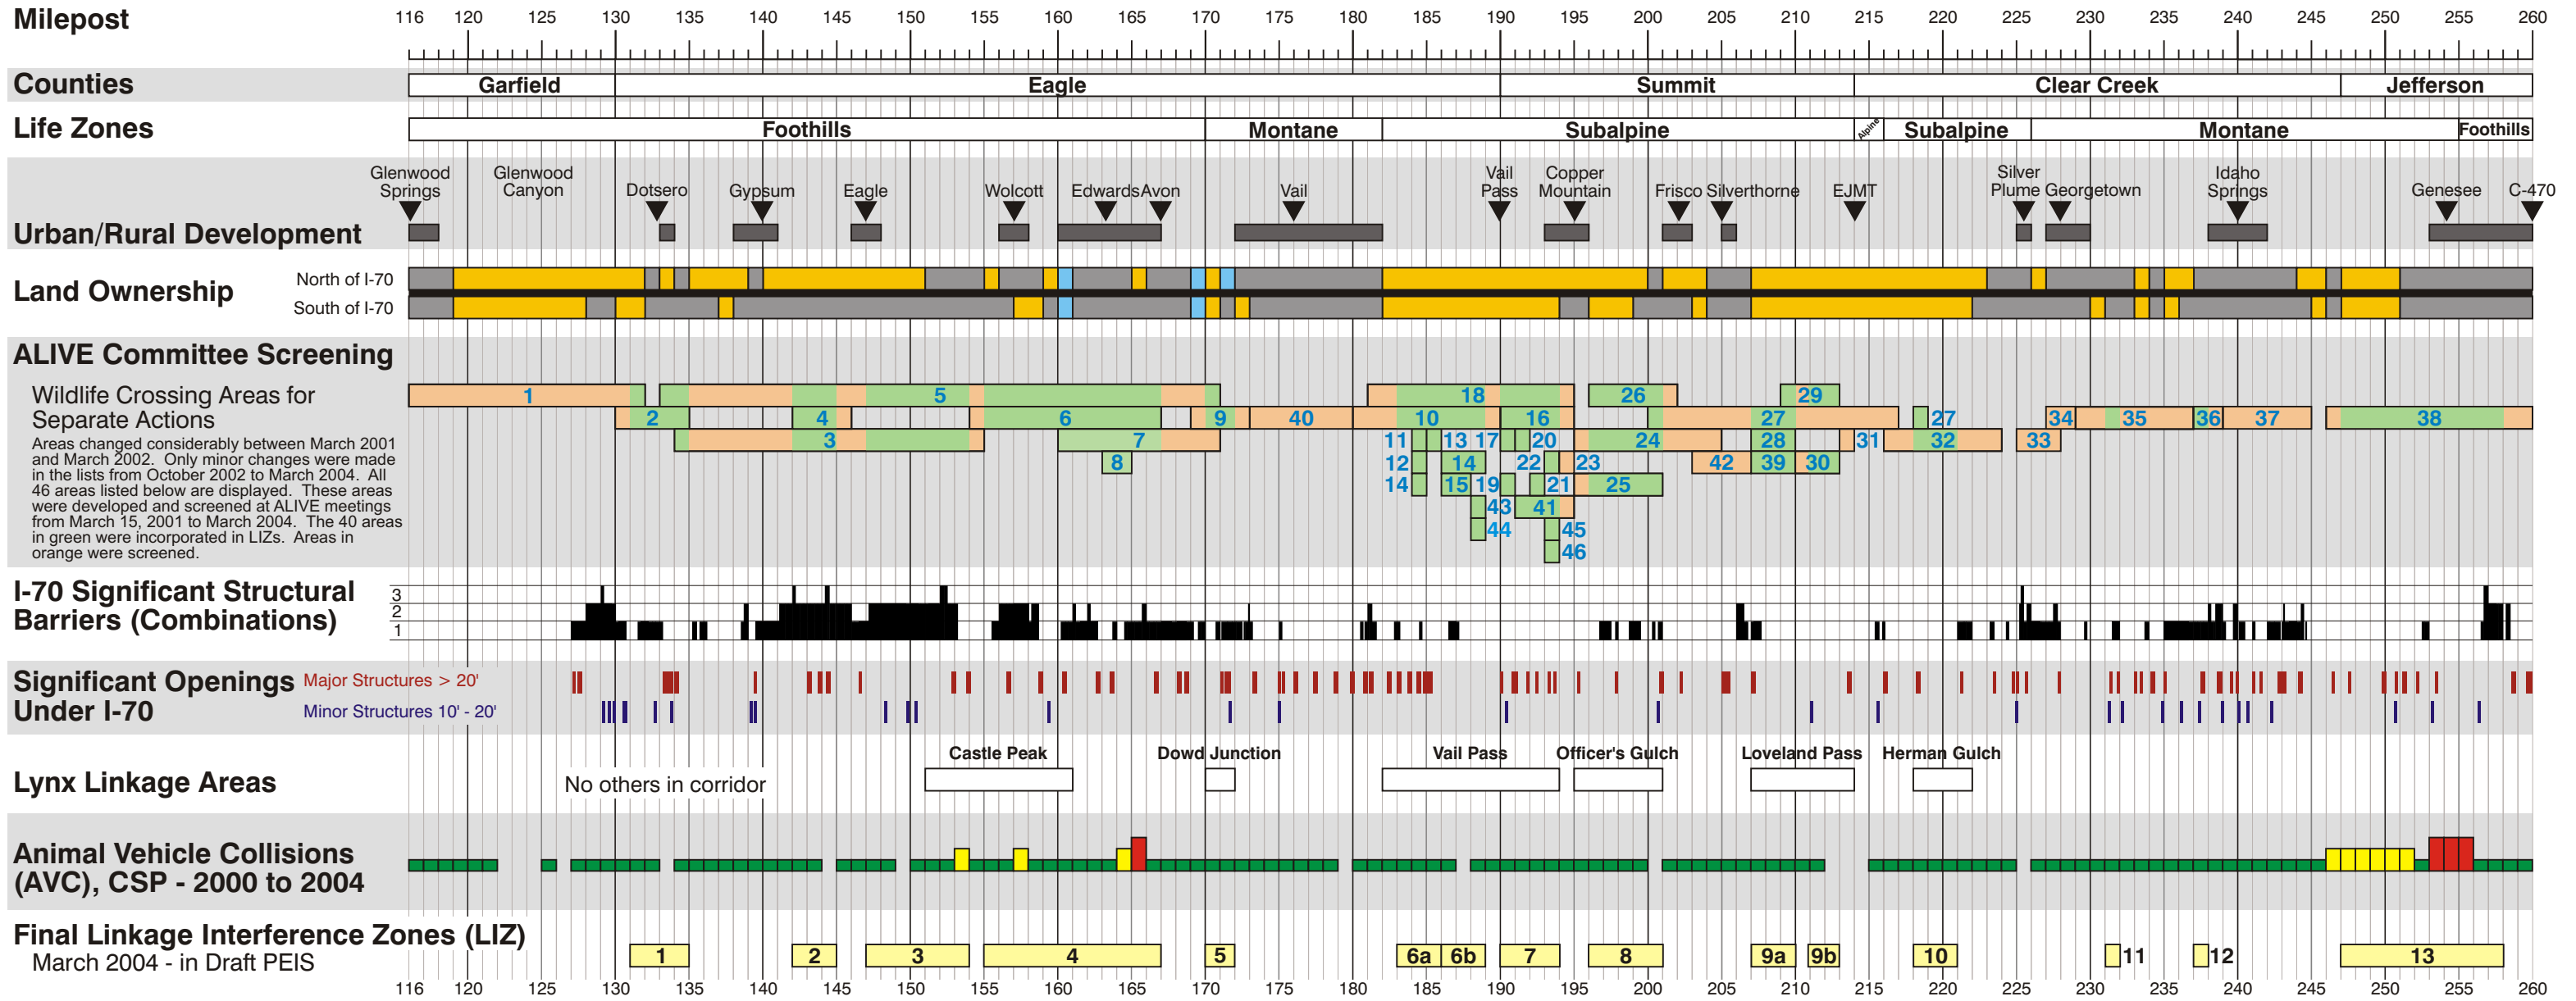 Milepost
116 120 125 130 135 140 145 150 155 160 165 170 175 180 185 190 195 200 205 210 215 220 225 230 235 240 245 250 255 260
Counties
Garfield Eagle Summit Clear Creek Jefferson
Life Zones
Foothills Montane Subalpine Alpine Subalpine Montane Foothills
Glenwood Springs
Glenwood Canyon
Dotsero
Gypsum
Eagle
Wolcott
Edwards
Avon
Vail
Vail Pass
Copper Mountain
Frisco
Silverthorne
EJMT
Silver Plume
Georgetown
Idaho Springs
Genesee
C-470
Urban/Rural Development
Land Ownership
North of I-70
South of I-70
ALIVE Committee Screening
Wildlife Crossing Areas for
Separate Actions
Areas changed considerably between March 2001
and March 2002. Only minor changes were made
in the lists from October 2002 to March 2004. All
46 areas listed below are displayed. These areas
were developed and screened at ALIVE meetings
from March 15, 2001 to March 2004. The 40 areas
in green were incorporated in LIZs. Areas in
orange were screened.
1 5 18 26 29
2 4 6 9 40 10 16 27 27 34 35 36 37 38
3 7 11 13 17 20 24 28 31 32 33
8 12 14 22 23 42 39 30
14 15 19 21 25
43 41
44 45
46
I-70 Significant Structural
Barriers (Combinations)
3
2
1
Significant Openings
Under I-70
Major Structures > 20'
Minor Structures 10' - 20'
Lynx Linkage Areas
No others in corridor
Castle Peak
Dowd Junction
Vail Pass
Officer's Gulch
Loveland Pass
Herman Gulch
Animal Vehicle Collisions
(AVC), CSP - 2000 to 2004
Final Linkage Interference Zones (LIZ)
March 2004 - in Draft PEIS
1 2 3 4 5 6a 6b 7 8 9a 9b 10 11 12 13
116 120 125 130 135 140 145 150 155 160 165 170 175 180 185 190 195 200 205 210 215 220 225 230 235 240 245 250 255 260